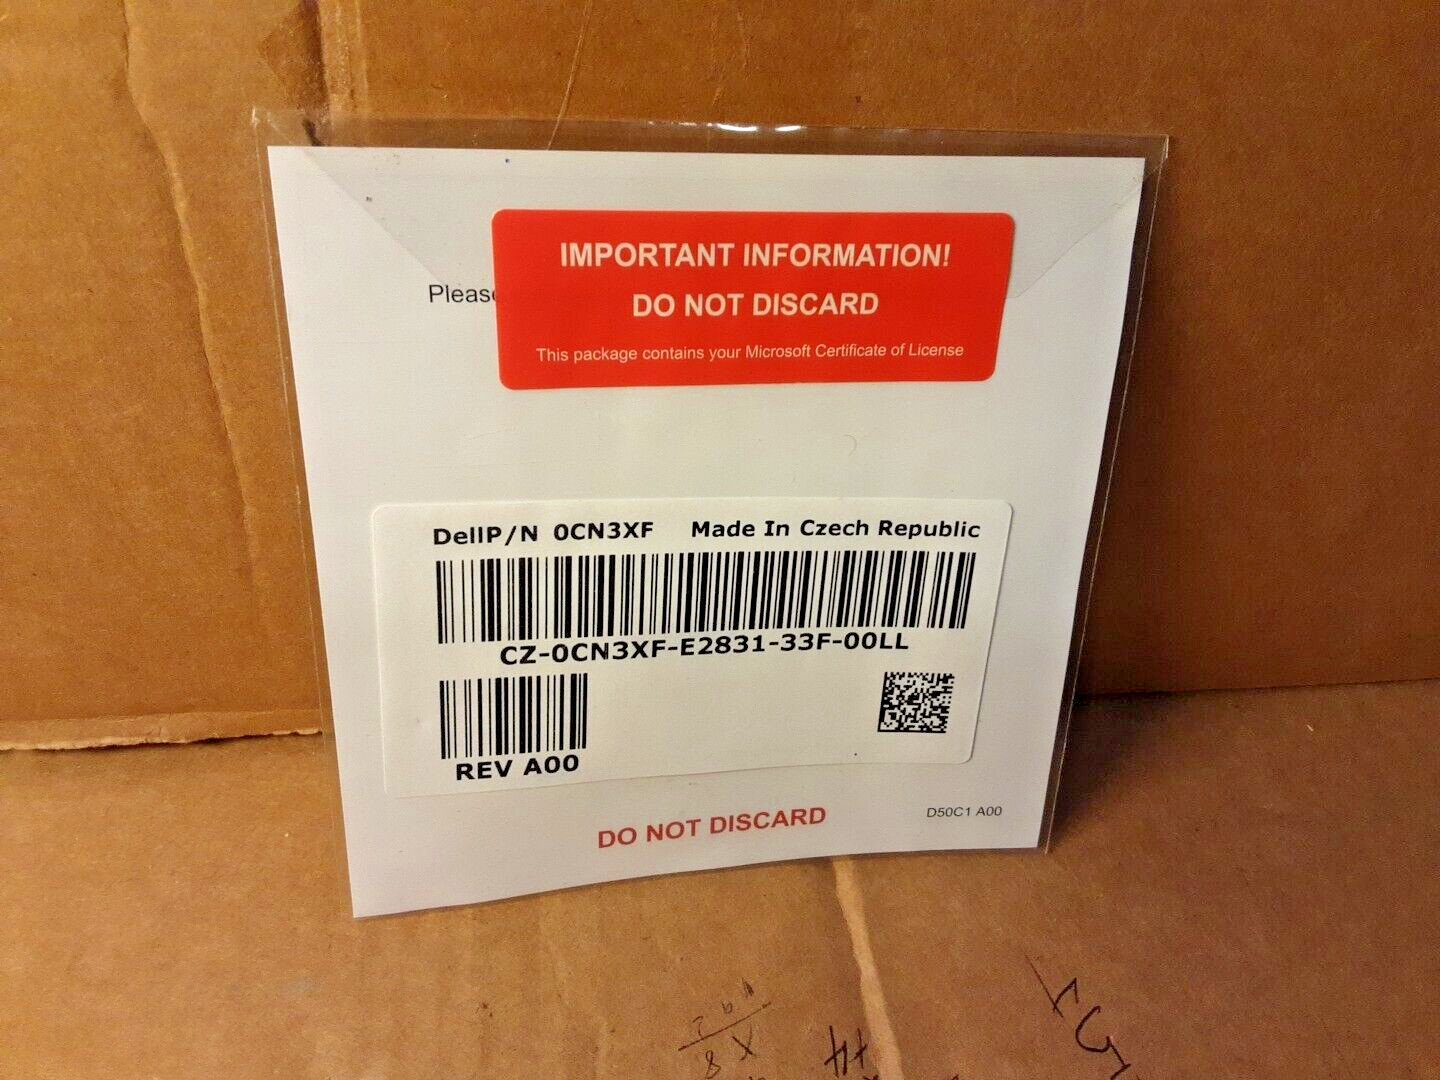 IMPORTANT INFORMATION!
DO NOT DISCARD
Pleas
This package contains your Microsoft Certificate of License
DellP/N 0CN3XF Made In Czech Republic
CZ-0CN3XF-E2831-33F-00LL
REV A00
DO NOT DISCARD
D50C1 A00